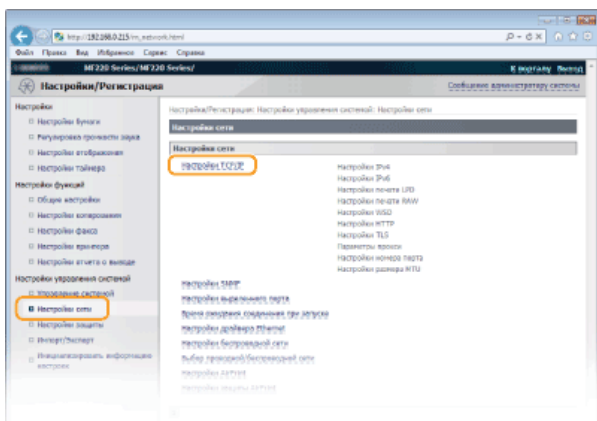 http://192.168.0.215/m_network.html
Файл Правка Вид Избранное Сервис Справка
MF220 Series/MF220 Series/
К порталу Выход
Настройки/Регистрация
Сообщение администратору системы
Настройки
Настройки бумаги
Регулировка громкости звука
Настройки отображения
Настройки таймера
Настройки функций
Общие настройки
Настройки копирования
Настройки факса
Настройки принтера
Настройки отчета о выводе
Настройки управления системой
Управление системой
Настройки сети
Настройки защиты
Импорт/Экспорт
Инициализировать информацию
настроек
Настройки/Регистрация: Настройки управления системой: Настройки сети
Настройки сети
Настройки сети
Настройки TCP/IP
Настройки IPv4
Настройки IPv6
Настройки печати LPD
Настройки печати RAW
Настройки WSD
Настройки HTTP
Настройки TLS
Параметры прокси
Настройки номера порта
Настройки размера MTU
Настройки SNMP
Настройки выделенного порта
Время ожидания соединения при запуске
Настройки драйвера Ethernet
Настройки беспроводной сети
Выбор проводной/беспроводной сети
Настройки AirPrint